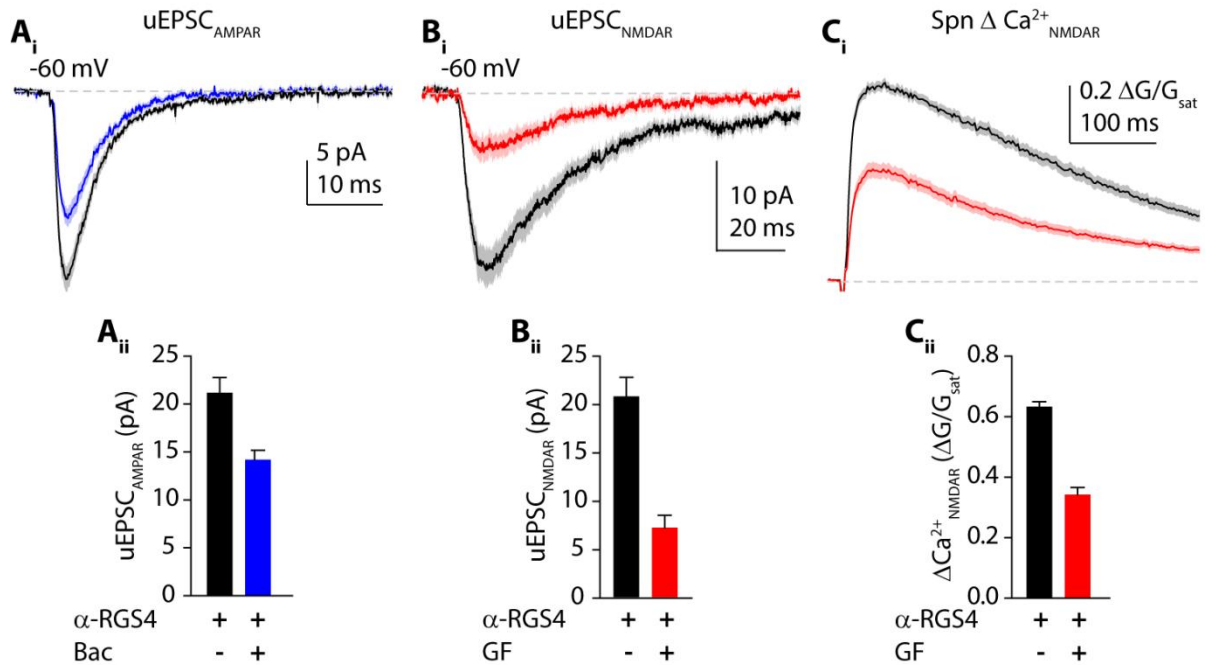 Ai
uEPSCAMPAR
-60 mV
5 pA
10 ms
Bi
uEPSCNMDAR
-60 mV
10 pA
20 ms
Ci
Spn Δ Ca2+NMDAR
0.2 ΔG/Gsat
100 ms
Aii
uEPSCAMPAR (pA)
25
20
15
10
5
0
α-RGS4 + +
Bac - +
Bii
uEPSCNMDAR (pA)
25
20
15
10
5
0
+ +
GF - +
Cii
ΔCa2+NMDAR (ΔG/Gsat)
0.8
0.6
0.4
0.2
0.0
α-RGS4 + +
GF - +